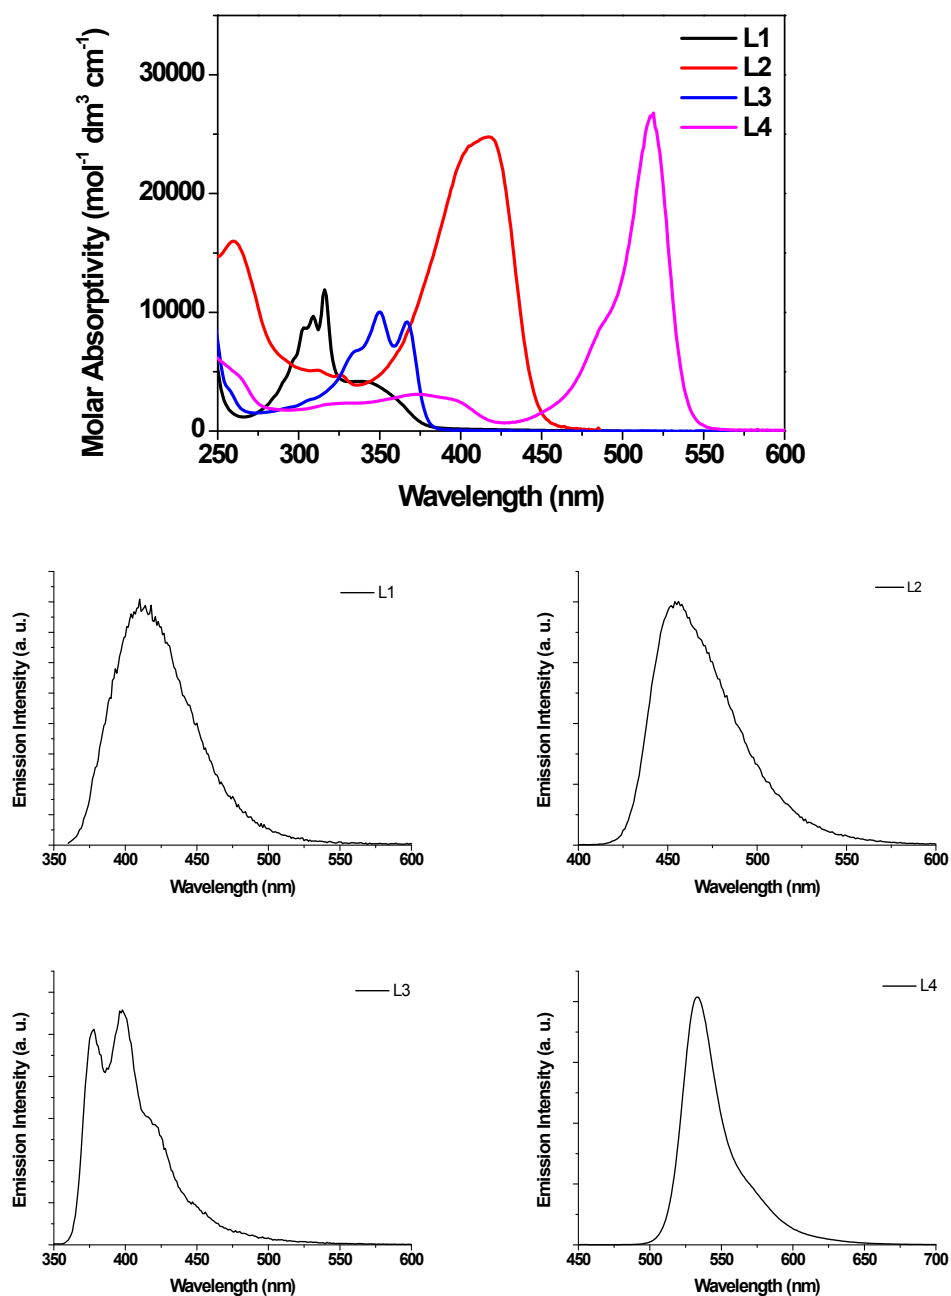 L1
L2
L3
L4
30000
20000
10000
0
Molar Absorptivity (mol⁻¹ dm³ cm⁻¹)
250 300 350 400 450 500 550 600
Wavelength (nm)
L1
Emission Intensity (a. u.)
350 400 450 500 550 600
Wavelength (nm)
L2
Emission Intensity (a. u.)
400 450 500 550 600
Wavelength (nm)
L3
Emission Intensity (a. u.)
350 400 450 500 550 600
Wavelength (nm)
L4
Emission Intensity (a. u.)
450 500 550 600 650 700
Wavelength (nm)